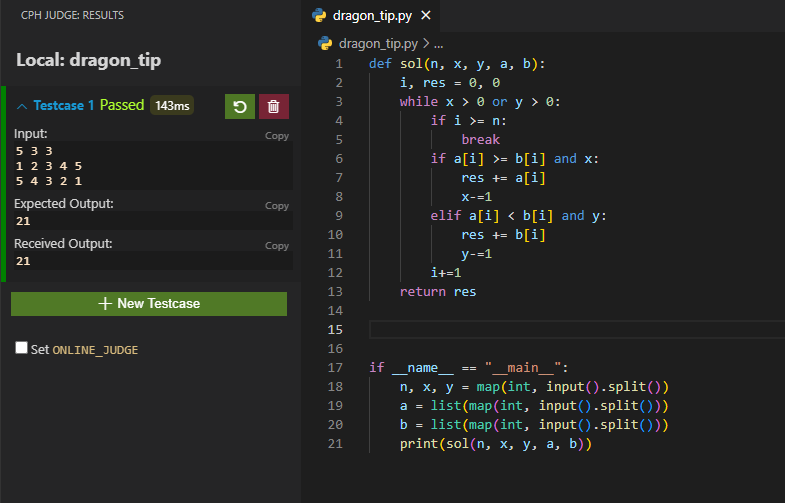 CPH JUDGE: RESULTS
Local: dragon_tip
Testcase 1 Passed 143ms
Input:
Copy
5 3 3
1 2 3 4 5
5 4 3 2 1
Expected Output:
Copy
21
Received Output:
Copy
21
+ New Testcase
Set ONLINE_JUDGE
dragon_tip.py ×
dragon_tip.py > ...
1 def sol(n, x, y, a, b):
2     i, res = 0, 0
3     while x > 0 or y > 0:
4         if i >= n:
5             break
6         if a[i] >= b[i] and x:
7             res += a[i]
8             x-=1
9         elif a[i] < b[i] and y:
10             res += b[i]
11             y-=1
12         i+=1
13     return res
14
15
16
17 if __name__ == "__main__":
18     n, x, y = map(int, input().split())
19     a = list(map(int, input().split()))
20     b = list(map(int, input().split()))
21     print(sol(n, x, y, a, b))